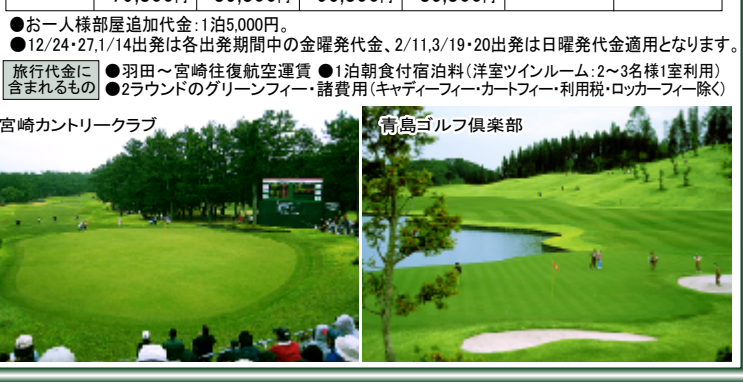 ●お一人様部屋追加代金：1泊5,000円。
●12/24・27,1/14出発は各出発期間中の金曜発代金、2/11,3/19・20出発は日曜発代金適用となります。
旅行代金に
含まれるもの
●羽田～宮崎往復航空運賃 ●1泊朝食付宿泊料（洋室ツインルーム：2～3名様1室利用）
●2ラウンドのグリーンフィー・諸費用（キャディーフィー・カートフィー・利用税・ロッカーフィー除く）
宮崎カントリークラブ
青島ゴルフ倶楽部